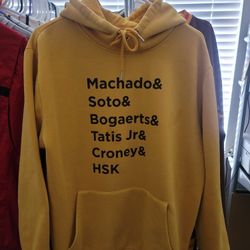 Machado&
Soto&
Bogaerts&
Tatis Jr&
Croney&
HSK